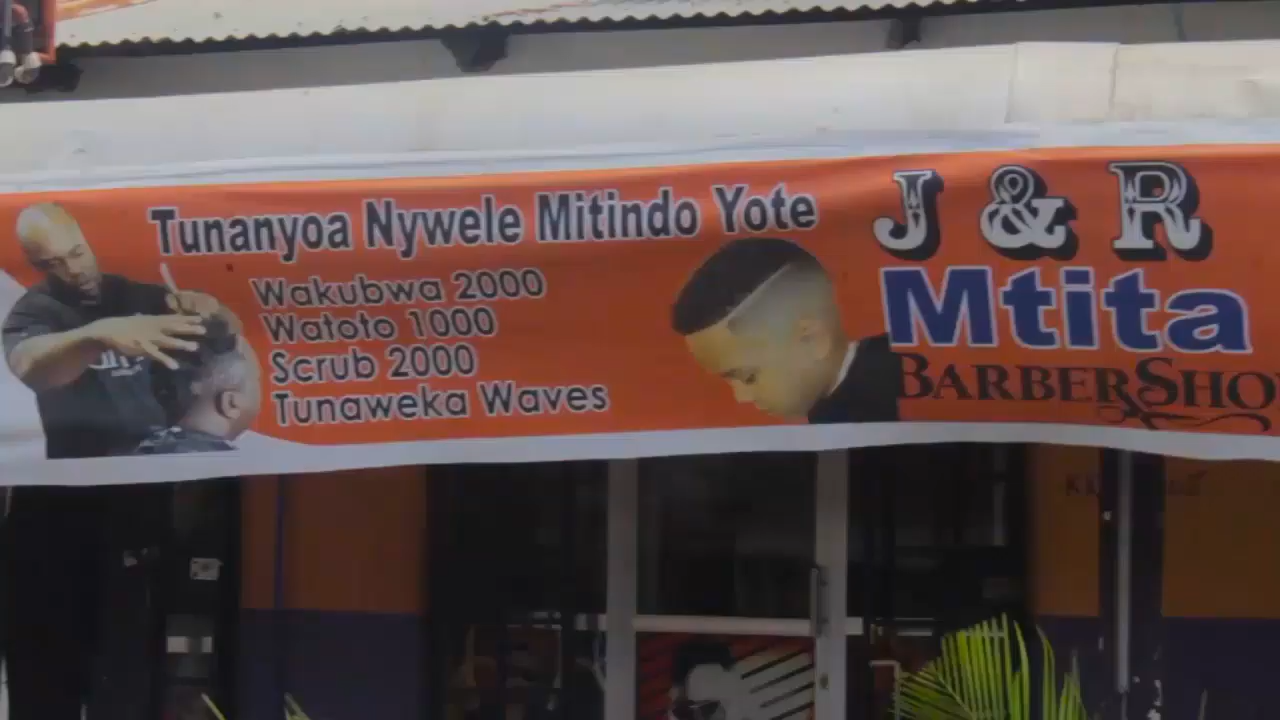 Tunanyoa Nywele Mitindo Yote
Wakubwa 2000
Watoto 1000
Scrub 2000
Tunaweka Waves
J & R
Mtita
BARBERSHO